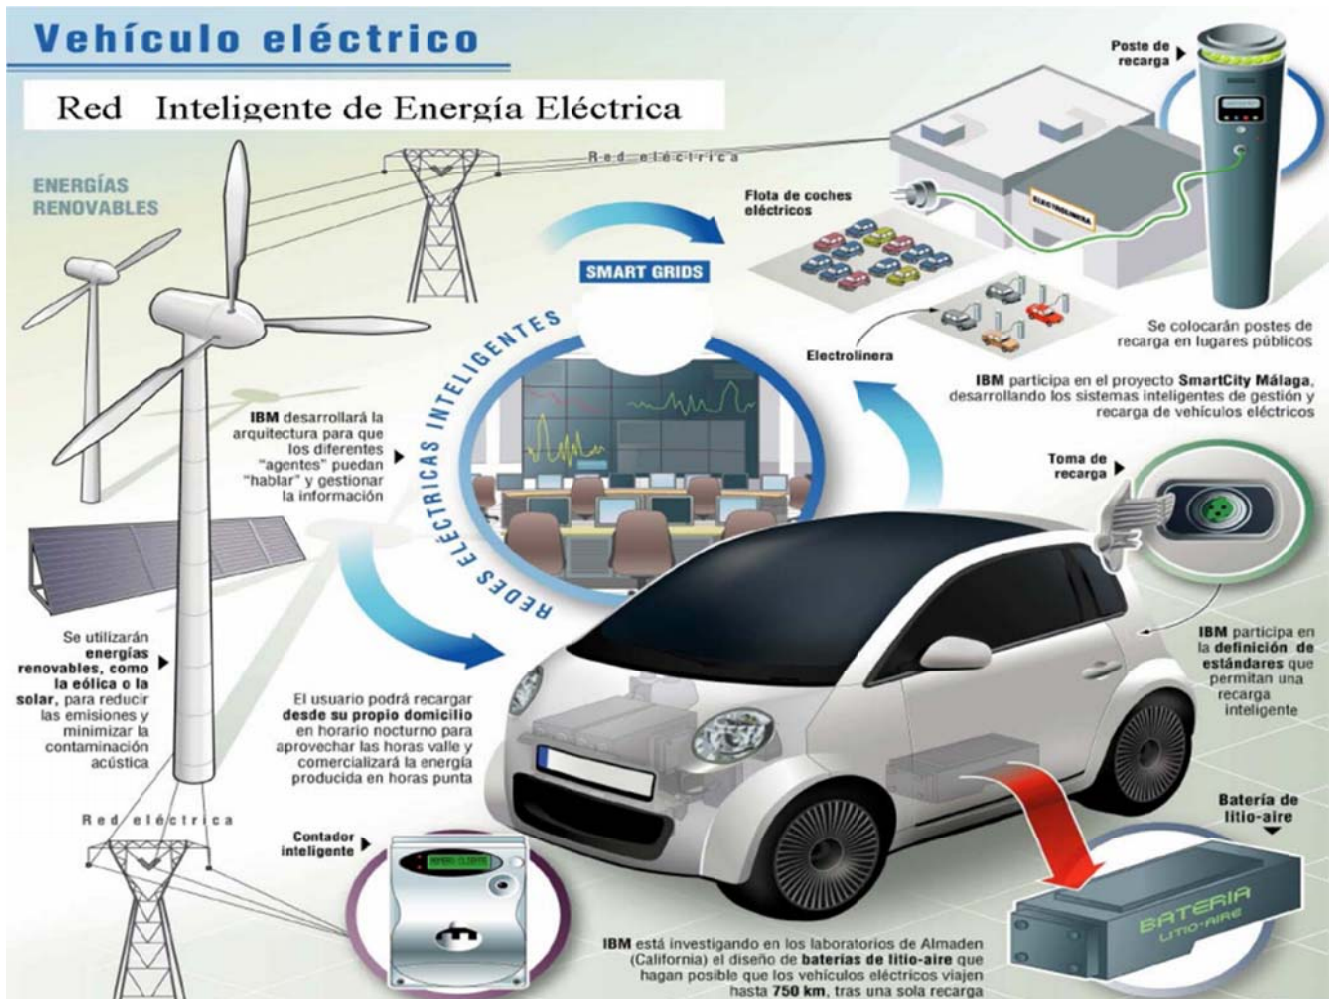 Vehículo eléctrico
Red Inteligente de Energía Eléctrica
ENERGÍAS
RENOVABLES
Red eléctrica
Poste de
recarga
Flota de coches
eléctricos
ELECTROLINERA
SMART GRIDS
REDES ELÉCTRICAS INTELIGENTES
Electrolinera
Se colocarán postes de
recarga en lugares públicos
IBM participa en el proyecto SmartCity Málaga,
desarrollando los sistemas inteligentes de gestión y
recarga de vehículos eléctricos
IBM desarrollará la
arquitectura para que
los diferentes
"agentes" puedan
"hablar" y gestionar
la información
Toma de
recarga
IBM participa en
la definición de
estándares que
permitan una
recarga
inteligente
Se utilizarán
energías
renovables, como
la eólica o la
solar, para reducir
las emisiones y
minimizar la
contaminación
acústica
El usuario podrá recargar
desde su propio domicilio
en horario nocturno para
aprovechar las horas valle y
comercializará la energía
producida en horas punta
Red eléctrica
Contador
inteligente
NUMERO CLIENTE
Batería de
litio-aire
BATERIA
LITIO-AIRE
IBM está investigando en los laboratorios de Almaden
(California) el diseño de baterías de litio-aire que
hagan posible que los vehículos eléctricos viajen
hasta 750 km, tras una sola recarga